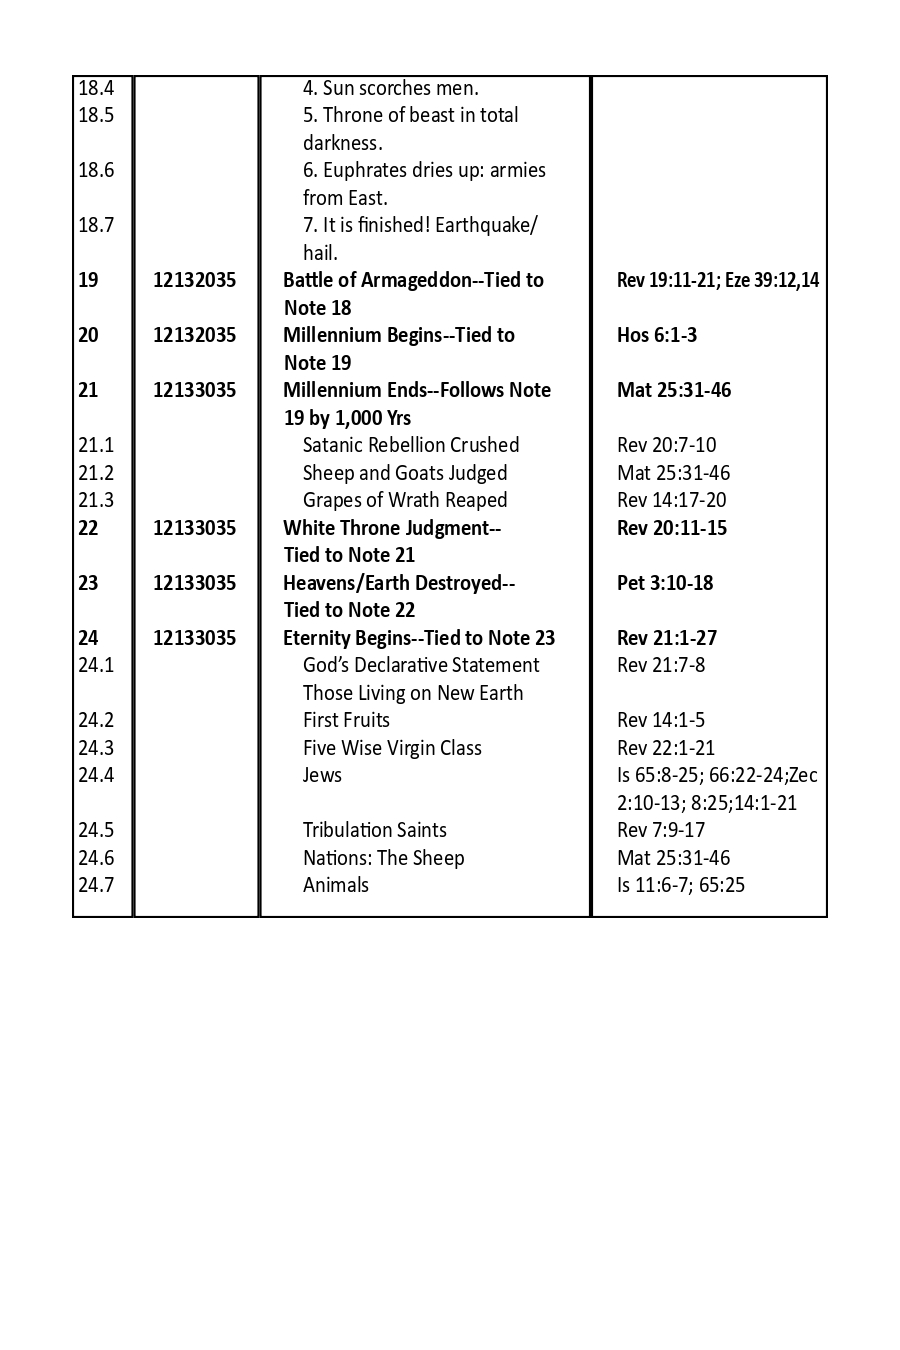 18.4 4. Sun scorches men.
18.5 5. Throne of beast in total
darkness.
18.6 6. Euphrates dries up: armies
from East.
18.7 7. It is finished! Earthquake/
hail.
19 12132035 Battle of Armageddon--Tied to Rev 19:11-21; Eze 39:12,14
Note 18
20 12132035 Millennium Begins--Tied to Hos 6:1-3
Note 19
21 12133035 Millennium Ends--Follows Note Mat 25:31-46
19 by 1,000 Yrs
21.1 Satanic Rebellion Crushed Rev 20:7-10
21.2 Sheep and Goats Judged Mat 25:31-46
21.3 Grapes of Wrath Reaped Rev 14:17-20
22 12133035 White Throne Judgment-- Rev 20:11-15
Tied to Note 21
23 12133035 Heavens/Earth Destroyed-- Pet 3:10-18
Tied to Note 22
24 12133035 Eternity Begins--Tied to Note 23 Rev 21:1-27
24.1 God’s Declarative Statement Rev 21:7-8
Those Living on New Earth
24.2 First Fruits Rev 14:1-5
24.3 Five Wise Virgin Class Rev 22:1-21
24.4 Jews Is 65:8-25; 66:22-24;Zec
2:10-13; 8:25;14:1-21
24.5 Tribulation Saints Rev 7:9-17
24.6 Nations: The Sheep Mat 25:31-46
24.7 Animals Is 11:6-7; 65:25